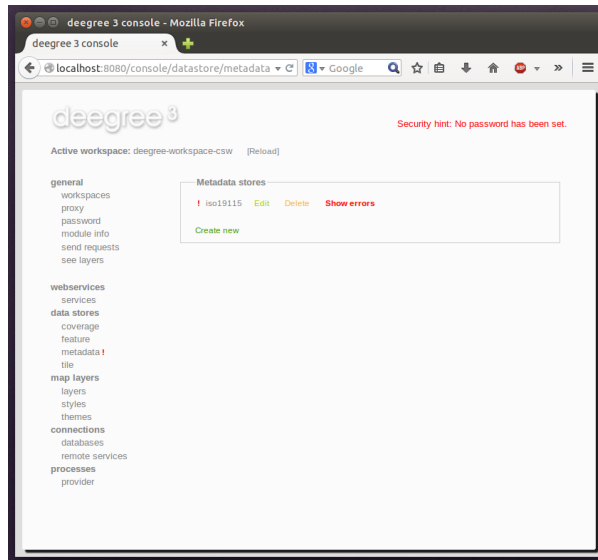 deegree 3 console - Mozilla Firefox
deegree 3 console
localhost:8080/console/datastore/metadata
Google
deegree 3
Security hint: No password has been set.
Active workspace: deegree-workspace-csw [Reload]
general
workspaces
proxy
password
module info
send requests
see layers
webservices
services
data stores
coverage
feature
metadata !
tile
map layers
layers
styles
themes
connections
databases
remote services
processes
provider
Metadata stores
! iso19115 Edit Delete Show errors
Create new